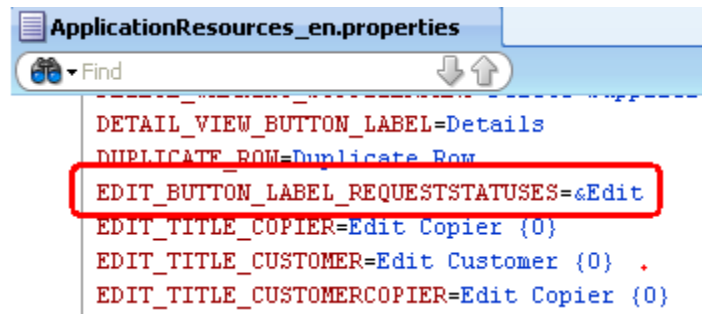 ApplicationResources_en.properties
Find
DETAIL_VIEW_BUTTON_LABEL=Details
DUPLICATE_ROW=Duplicate Row
EDIT_BUTTON_LABEL_REQUESTSTATUSES=&Edit
EDIT_TITLE_COPIER=Edit Copier {0}
EDIT_TITLE_CUSTOMER=Edit Customer {0}
EDIT_TITLE_CUSTOMERCOPIER=Edit Copier {0}